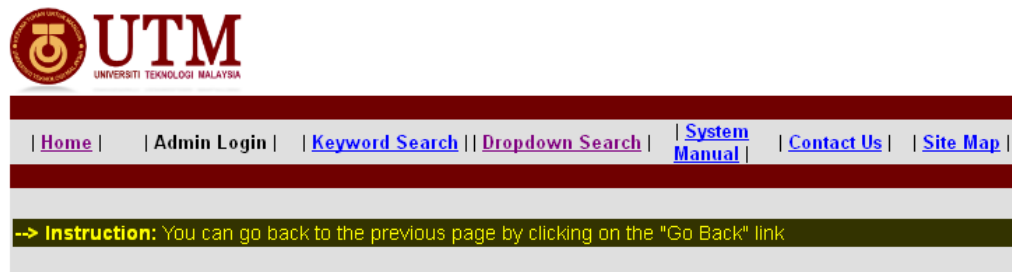 UTM
UNIVERSITI TEKNOLOGI MALAYSIA
| Home | | Admin Login | | Keyword Search | | Dropdown Search | | System Manual | | Contact Us | | Site Map |
--> Instruction: You can go back to the previous page by clicking on the "Go Back" link